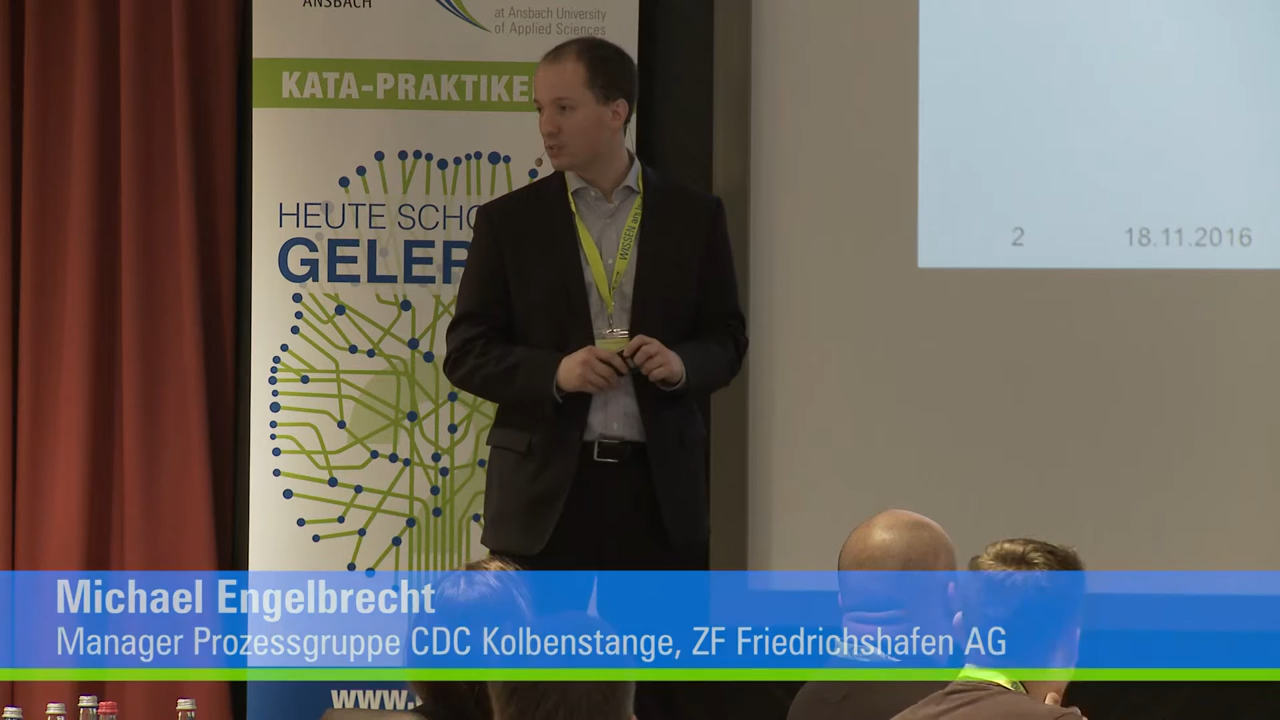 ANSBACH
at Ansbach University
of Applied Sciences
KATA-PRAKTIKE
HEUTE SCHO
GELER
WISSEN
2 18.11.2016
Michael Engelbrecht
Manager Prozessgruppe CDC Kolbenstange, ZF Friedrichshafen AG
www.